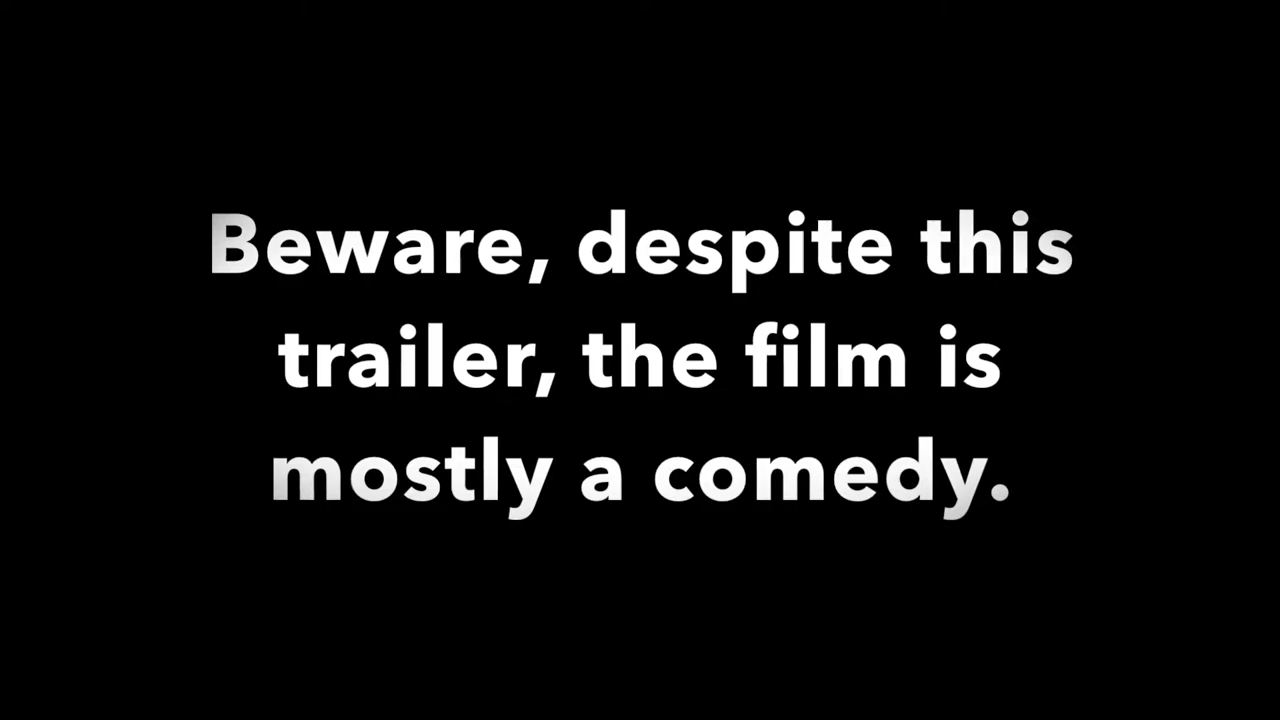 Beware, despite this
trailer, the film is
mostly a comedy.